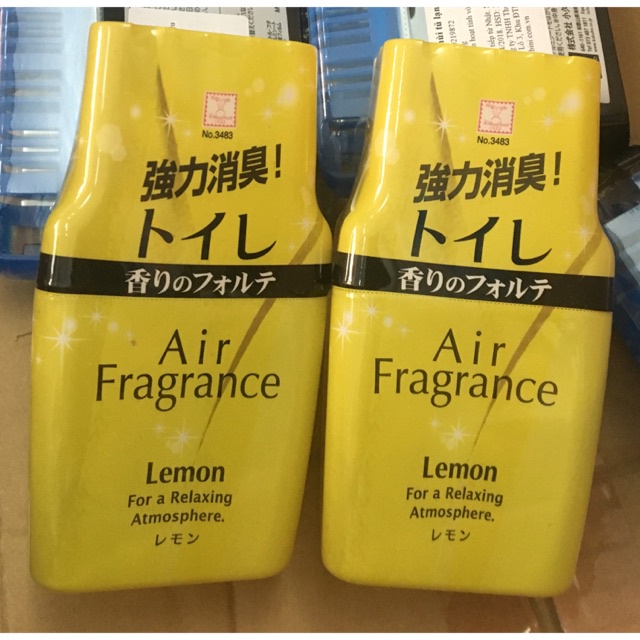 No.3483
強力消臭!
トイレ
香りのフォルテ
Air
Fragrance
Lemon
For a Relaxing
Atmosphere.
レモン
No.3483
強力消臭!
トイレ
香りのフォルテ
Air
Fragrance
Lemon
For a Relaxing
Atmosphere.
レモン
219872